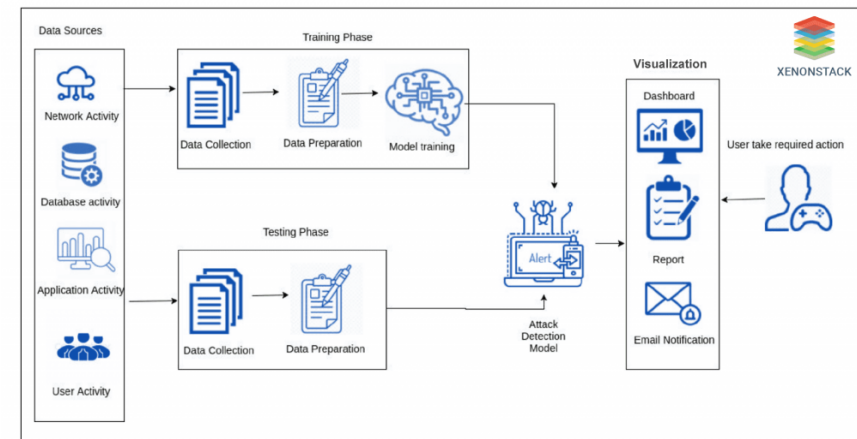 Data Sources
Network Activity
Database activity
Application Activity
User Activity
Training Phase
Data Collection
Data Preparation
Model training
Testing Phase
Data Collection
Data Preparation
Alert
Attack
Detection
Model
Visualization
Dashboard
Report
Email Notification
XENONSTACK
User take required action